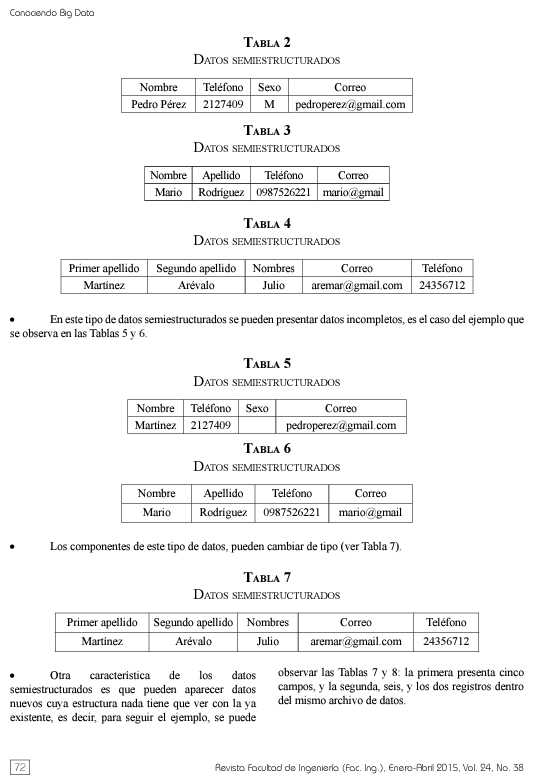 Conociendo Big Data
Tabla 2
Datos semiestructurados
Nombre Teléfono Sexo Correo
Pedro Pérez 2127409 M pedroperez@gmail.com
Tabla 3
Datos semiestructurados
Nombre Apellido Teléfono Correo
Mario Rodríguez 0987526221 mario@gmail
Tabla 4
Datos semiestructurados
Primer apellido Segundo apellido Nombres Correo Teléfono
Martínez Arévalo Julio aremar@gmail.com 24356712
• En este tipo de datos semiestructurados se pueden presentar datos incompletos, es el caso del ejemplo que
se observa en las Tablas 5 y 6.
Tabla 5
Datos semiestructurados
Nombre Teléfono Sexo Correo
Martínez 2127409 pedroperez@gmail.com
Tabla 6
Datos semiestructurados
Nombre Apellido Teléfono Correo
Mario Rodríguez 0987526221 mario@gmail
• Los componentes de este tipo de datos, pueden cambiar de tipo (ver Tabla 7).
Tabla 7
Datos semiestructurados
Primer apellido Segundo apellido Nombres Correo Teléfono
Martínez Arévalo Julio aremar@gmail.com 24356712
• Otra característica de los datos
semiestructurados es que pueden aparecer datos
nuevos cuya estructura nada tiene que ver con la ya
existente, es decir, para seguir el ejemplo, se puede
observar las Tablas 7 y 8: la primera presenta cinco
campos, y la segunda, seis, y los dos registros dentro
del mismo archivo de datos.
72
Revista Facultad de Ingeniería (Fac. Ing.), Enero-Abril 2015, Vol. 24, No. 38